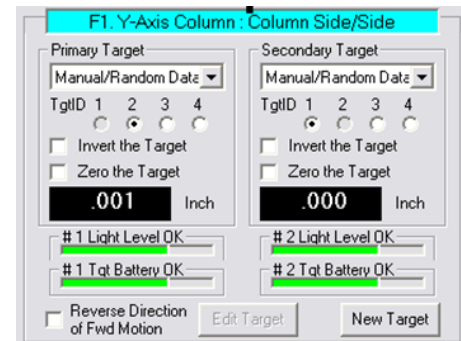 F1. Y-Axis Column : Column Side/Side
Primary Target
Secondary Target
Manual/Random Data
Manual/Random Data
TgtID 1 2 3 4
TgtID 1 2 3 4
Invert the Target
Invert the Target
Zero the Target
Zero the Target
.001 Inch
.000 Inch
# 1 Light Level OK
# 2 Light Level OK
# 1 Tgt Battery OK
# 2 Tgt Battery OK
Reverse Direction
of Fwd Motion
Edit Target
New Target